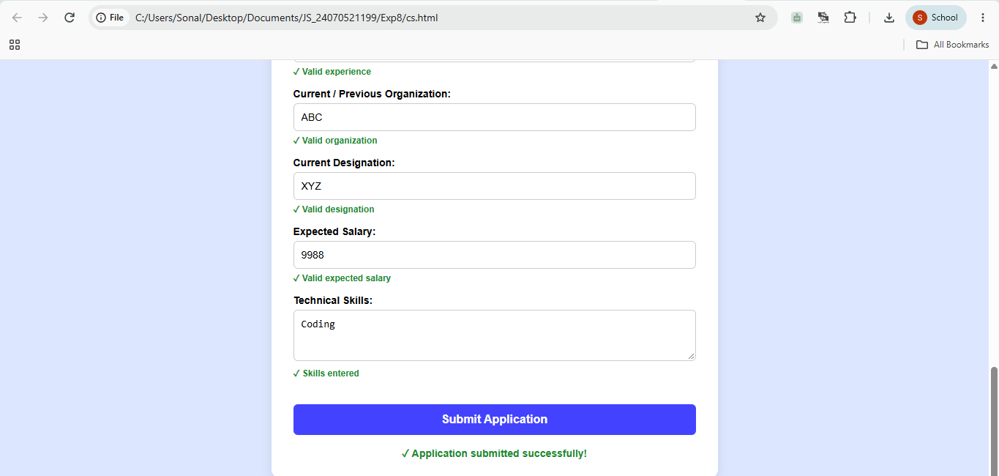 File C:/Users/Sonal/Desktop/Documents/JS_24070521199/Exp8/cs.html
S School
All Bookmarks
✓ Valid experience
Current / Previous Organization:
ABC
✓ Valid organization
Current Designation:
XYZ
✓ Valid designation
Expected Salary:
9988
✓ Valid expected salary
Technical Skills:
Coding
✓ Skills entered
Submit Application
✓ Application submitted successfully!